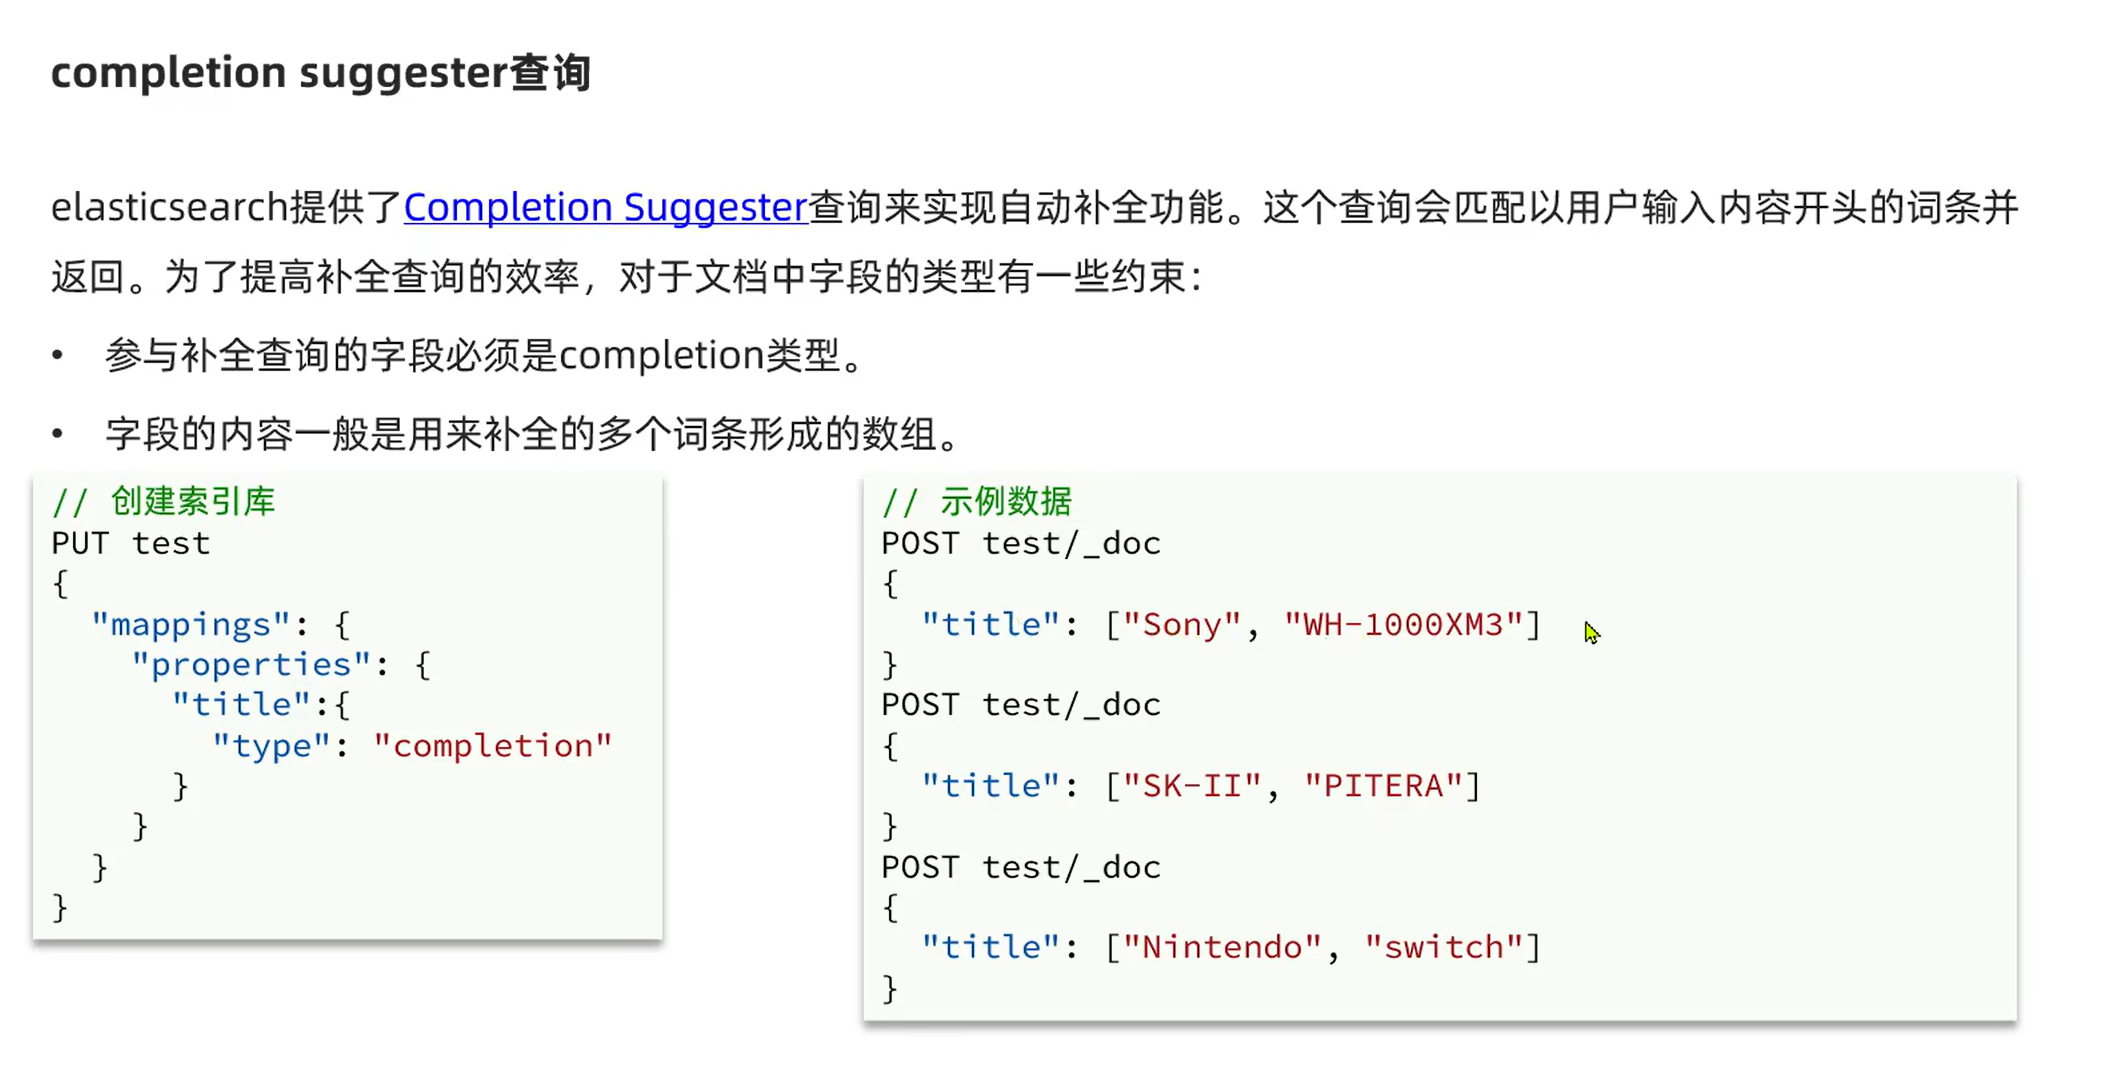 completion suggester查询
elasticsearch提供了Completion Suggester查询来实现自动补全功能。这个查询会匹配以用户输入内容开头的词条并
返回。为了提高补全查询的效率，对于文档中字段的类型有一些约束：
• 参与补全查询的字段必须是completion类型。
• 字段的内容一般是用来补全的多个词条形成的数组。
// 创建索引库
PUT test
{
  "mappings": {
    "properties": {
      "title":{
        "type": "completion"
      }
    }
  }
}
// 示例数据
POST test/_doc
{
  "title": ["Sony", "WH-1000XM3"]
}
POST test/_doc
{
  "title": ["SK-II", "PITERA"]
}
POST test/_doc
{
  "title": ["Nintendo", "switch"]
}